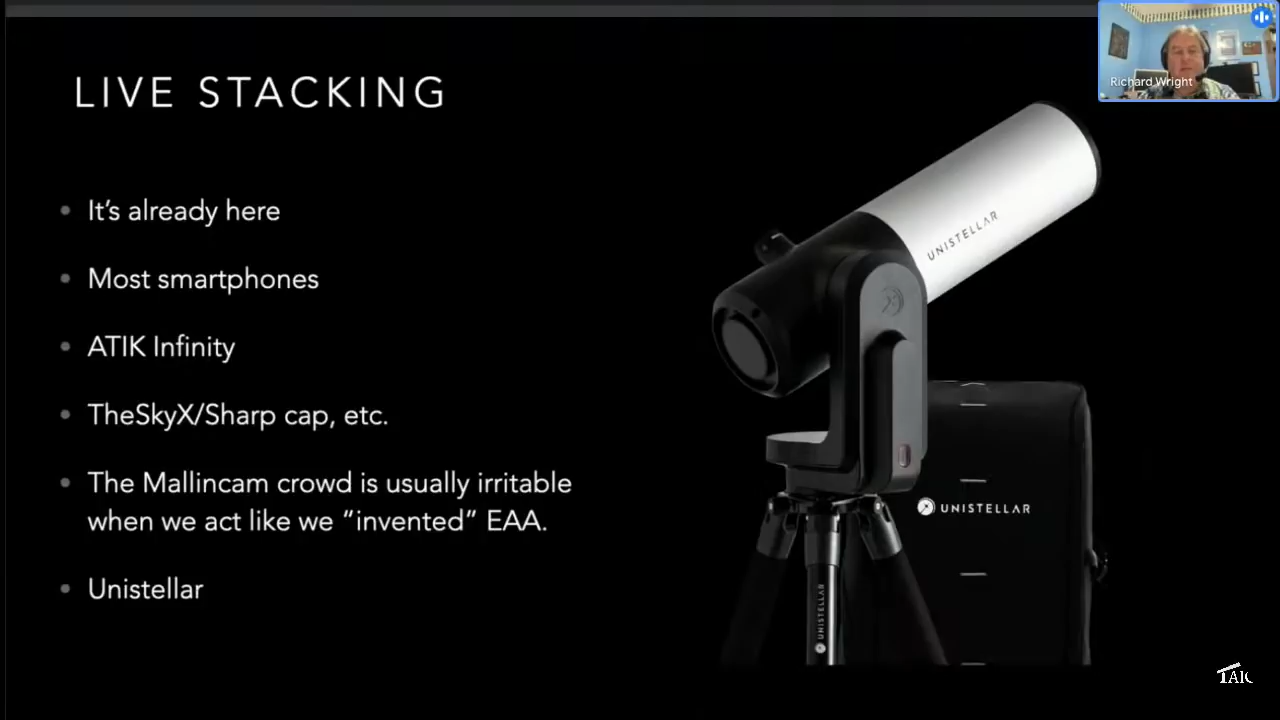 LIVE STACKING
Richard Wright
It's already here
Most smartphones
ATIK Infinity
TheSkyX/Sharp cap, etc.
The Mallincam crowd is usually irritable
when we act like we “invented” EAA.
Unistellar
UNISTELLAR
UNISTELLAR
UNISTELLAR